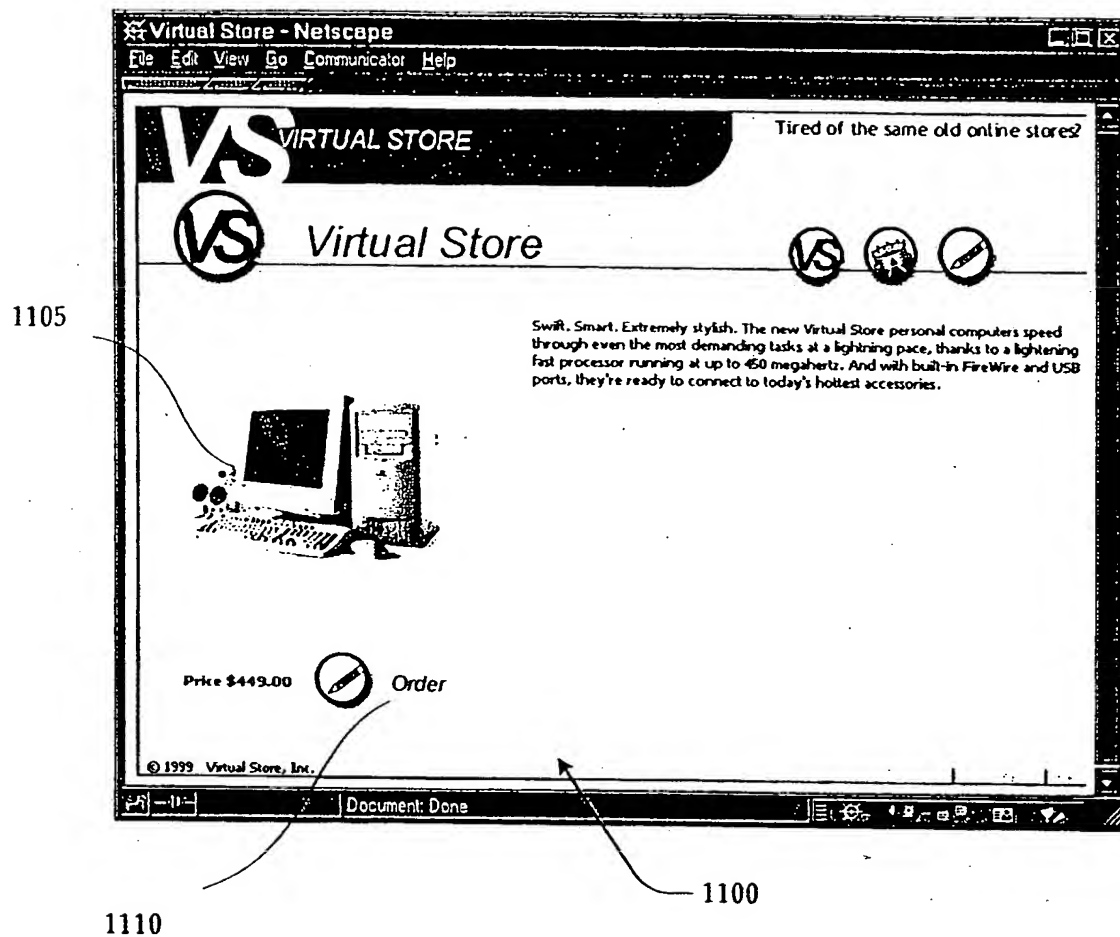 Virtual Store - Netscape
File Edit View Go Communicator Help
VS VIRTUAL STORE
Tired of the same old online stores?
VS Virtual Store
VS
1105
Swift. Smart. Extremely stylish. The new Virtual Store personal computers speed
through even the most demanding tasks at a lightning pace, thanks to a lightening
fast processor running at up to 450 megahertz. And with built-in FireWire and USB
ports, they're ready to connect to today's hottest accessories.
Price $449.00 Order
© 1999 Virtual Store, Inc.
Document: Done
1100
1110